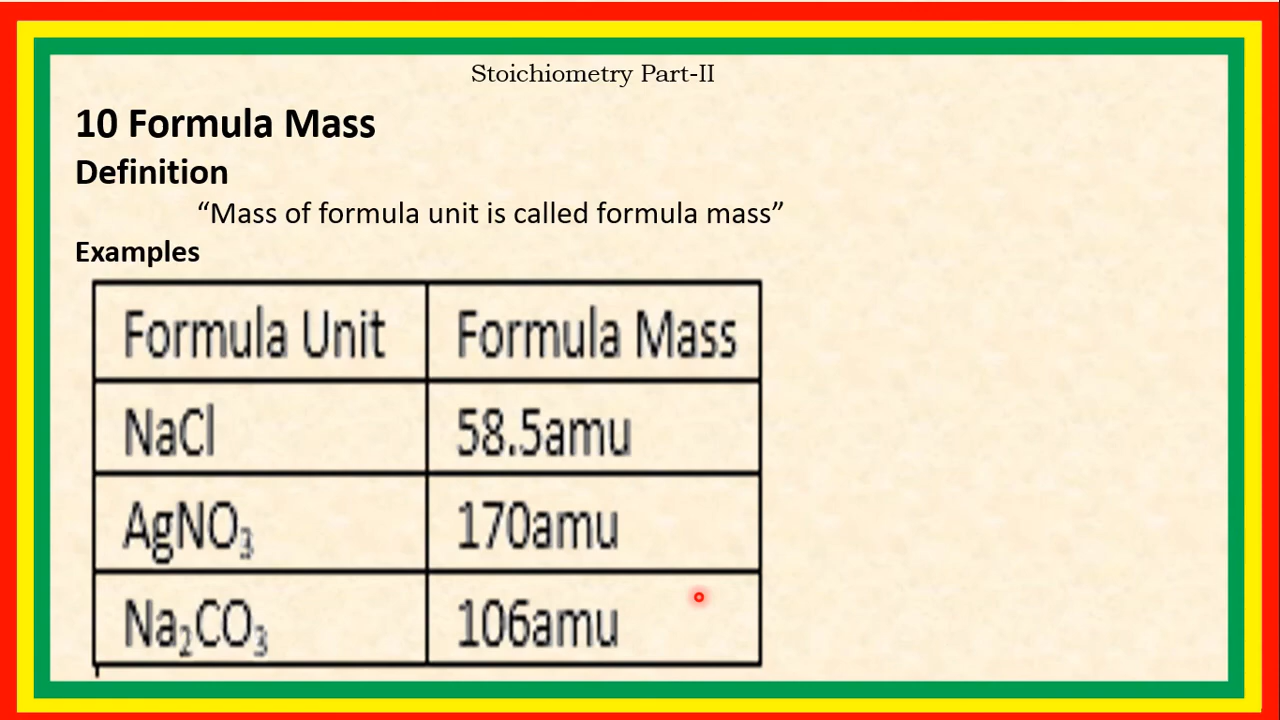 Stoichiometry Part-II
10 Formula Mass
Definition
“Mass of formula unit is called formula mass”
Examples
Formula Unit Formula Mass
NaCl 58.5amu
AgNO₃ 170amu
Na₂CO₃ 106amu